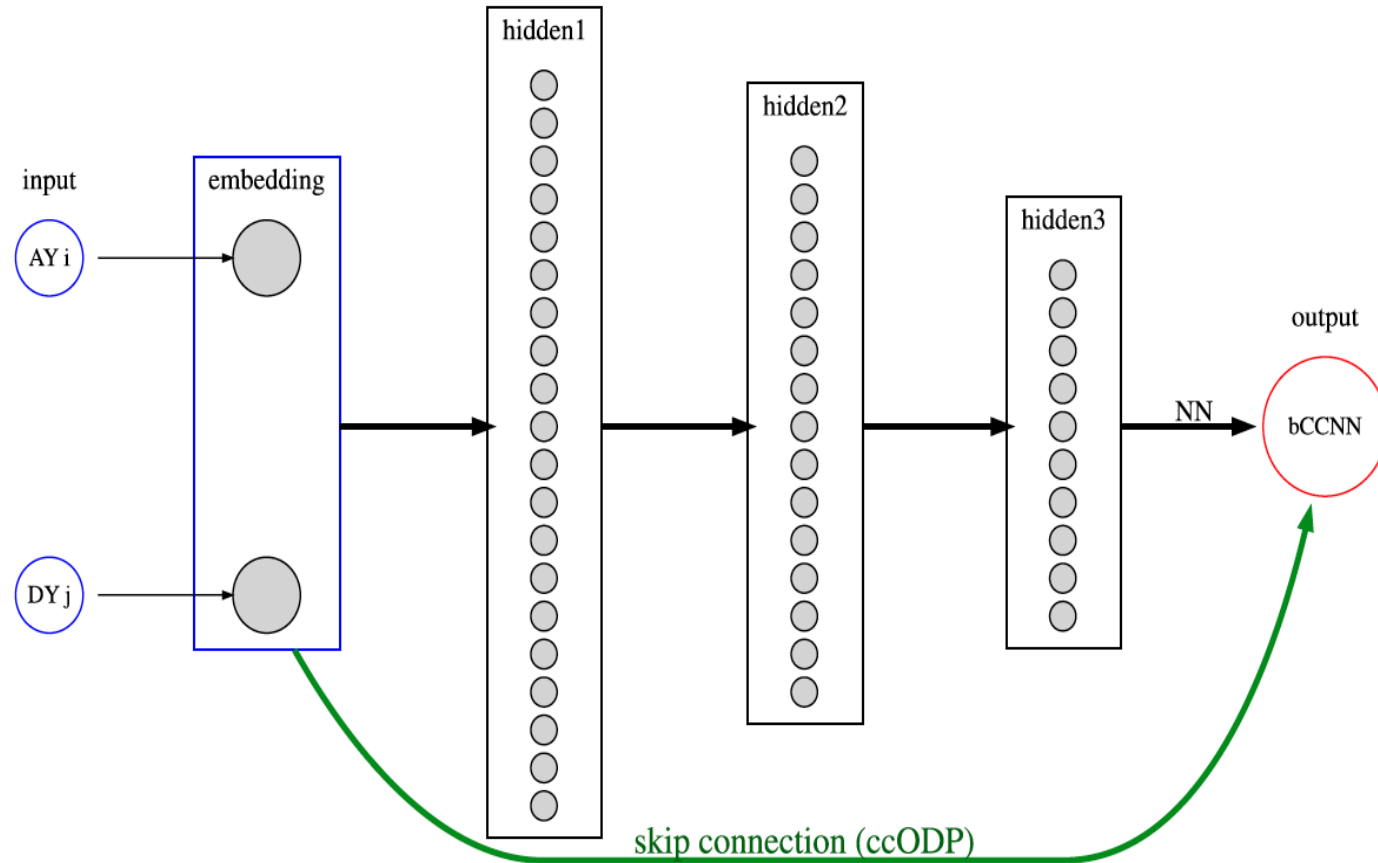 input
AY i
DY j
embedding
hidden1
hidden2
hidden3
NN
output
bCCNN
skip connection (ccODP)